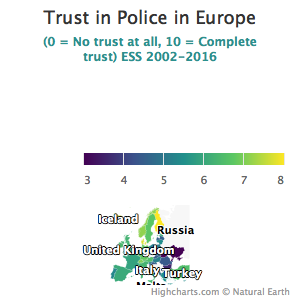 Trust in Police in Europe
(0 = No trust at all, 10 = Complete
trust) ESS 2002-2016
3 4 5 6 7 8
Iceland
Russia
United Kingdom
Italy Turkey
Malta
Highcharts.com © Natural Earth